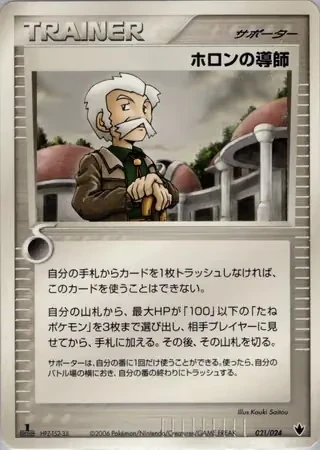 TRAINER
サポーター
ホロンの導師
自分の手札からカードを1枚トラッシュしなければ、
このカードを使うことはできない。
自分の山札から、最大HPが「100」以下の「たね
ポケモン」を3枚まで選び出し、相手プレイヤーに見
せてから、手札に加える。その後、その山札を切る。
サポーターは、自分の番に1回だけ使うことができる。使ったら、自分の
バトル場の横におき、自分の番の終わりにトラッシュする。
Illus.Kouki Saitou
1
©2006 Pokémon/Nintendo/Creatures/GAMEFREAK
021/024